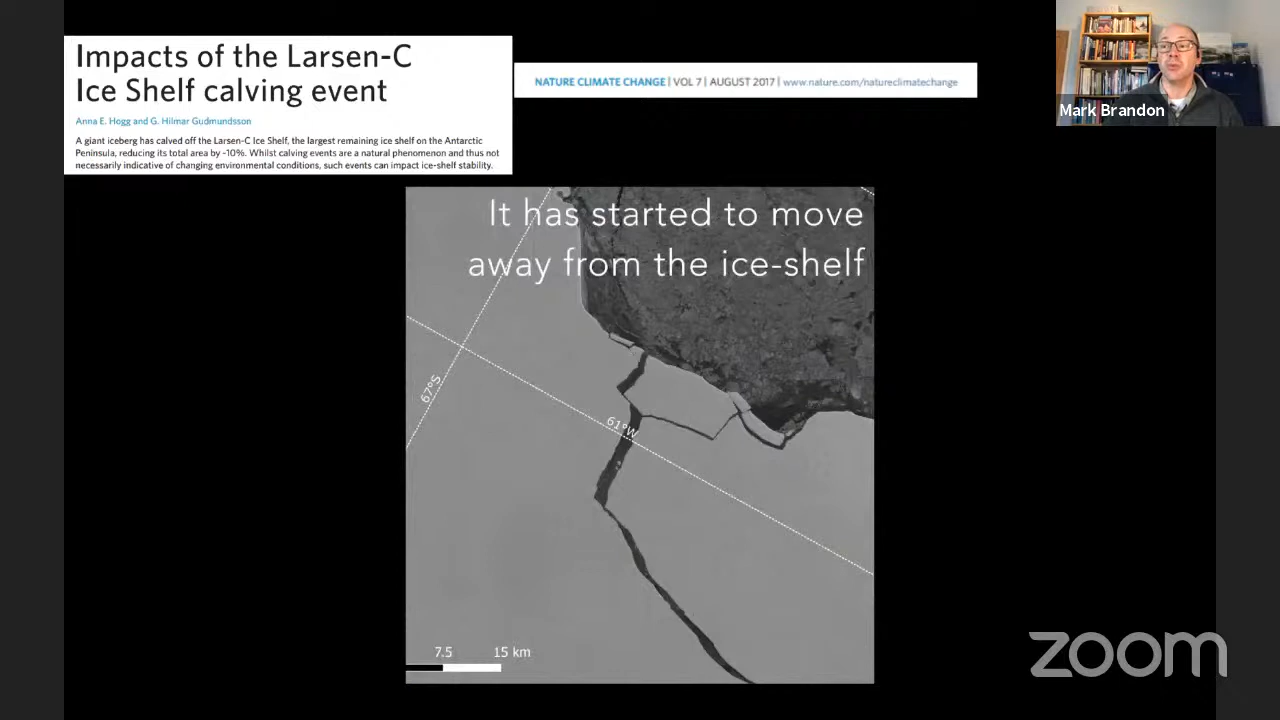 Impacts of the Larsen-C
Ice Shelf calving event
Anna E. Hogg and G. Hilmar Gudmundsson
A giant iceberg has calved off the Larsen-C Ice Shelf, the largest remaining ice shelf on the Antarctic
Peninsula, reducing its total area by ~10%. Whilst calving events are a natural phenomenon and thus not
necessarily indicative of changing environmental conditions, such events can impact ice-shelf stability.
NATURE CLIMATE CHANGE | VOL 7 | AUGUST 2017 | www.nature.com/natureclimatechange
Mark Brandon
It has started to move
away from the ice-shelf
67°S
61°W
7.5 15 km
zoom